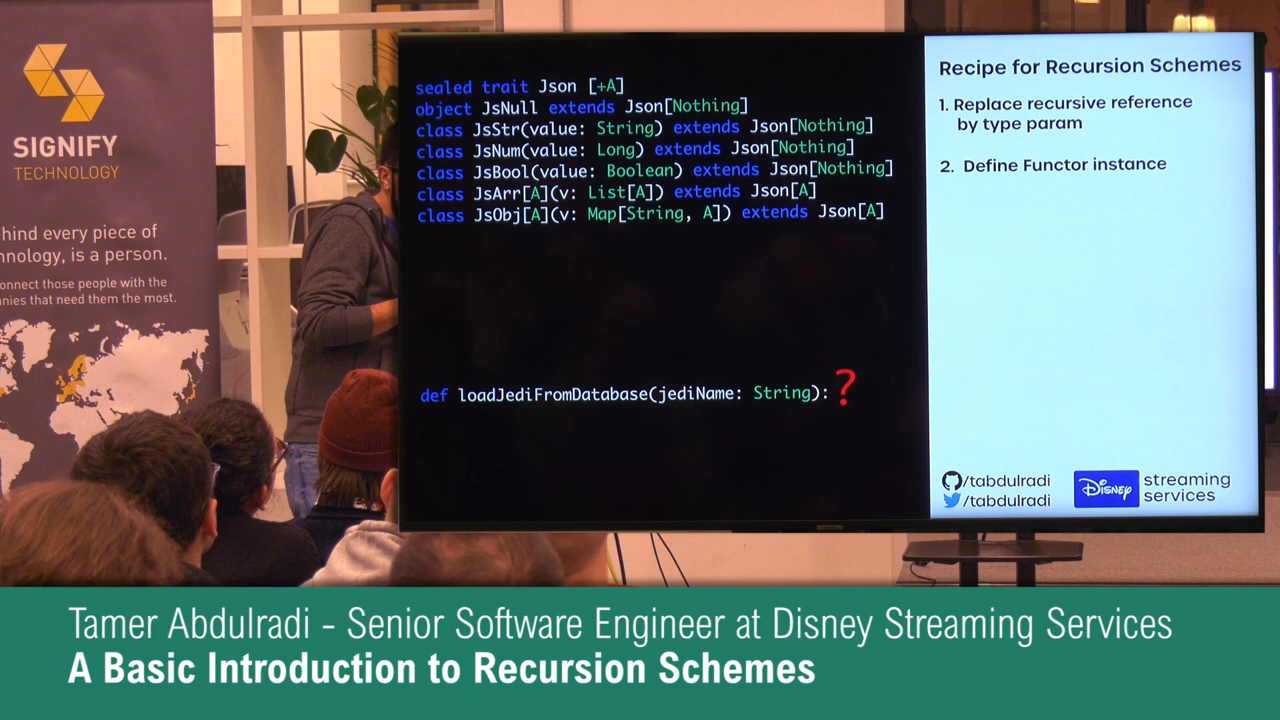 SIGNIFY
TECHNOLOGY
hind every piece of
hnology, is a person.
onnect those people with the
anies that need them the most.
sealed trait Json [+A]
object JsNull extends Json[Nothing]
class JsStr(value: String) extends Json[Nothing]
class JsNum(value: Long) extends Json[Nothing]
class JsBool(value: Boolean) extends Json[Nothing]
class JsArr[A](v: List[A]) extends Json[A]
class JsObj[A](v: Map[String, A]) extends Json[A]
def loadJediFromDatabase(jediName: String): ?
Recipe for Recursion Schemes
1. Replace recursive reference
by type param
2. Define Functor instance
/tabdulradi
/tabdulradi
Disney streaming
services
Tamer Abdulradi - Senior Software Engineer at Disney Streaming Services
A Basic Introduction to Recursion Schemes